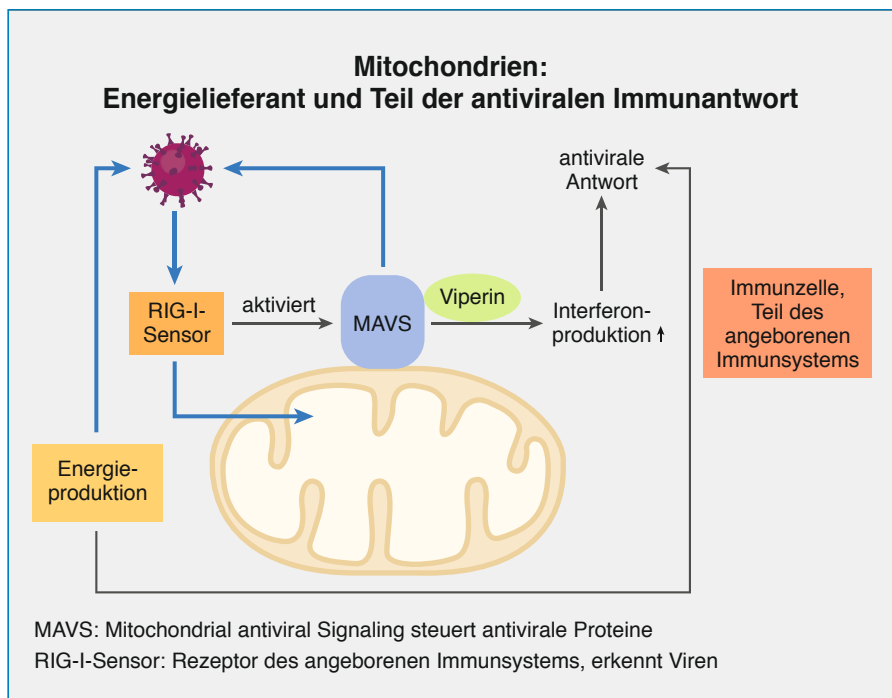 Mitochondrien:
Energielieferant und Teil der antiviralen Immunantwort
antivirale
Antwort
RIG-I-
Sensor
aktiviert
MAVS
Viperin
Interferon-
produktion
Immunzelle,
Teil des
angeborenen
Immunsystems
Energie-
produktion
MAVS: Mitochondrial antiviral Signaling steuert antivirale Proteine
RIG-I-Sensor: Rezeptor des angeborenen Immunsystems, erkennt Viren